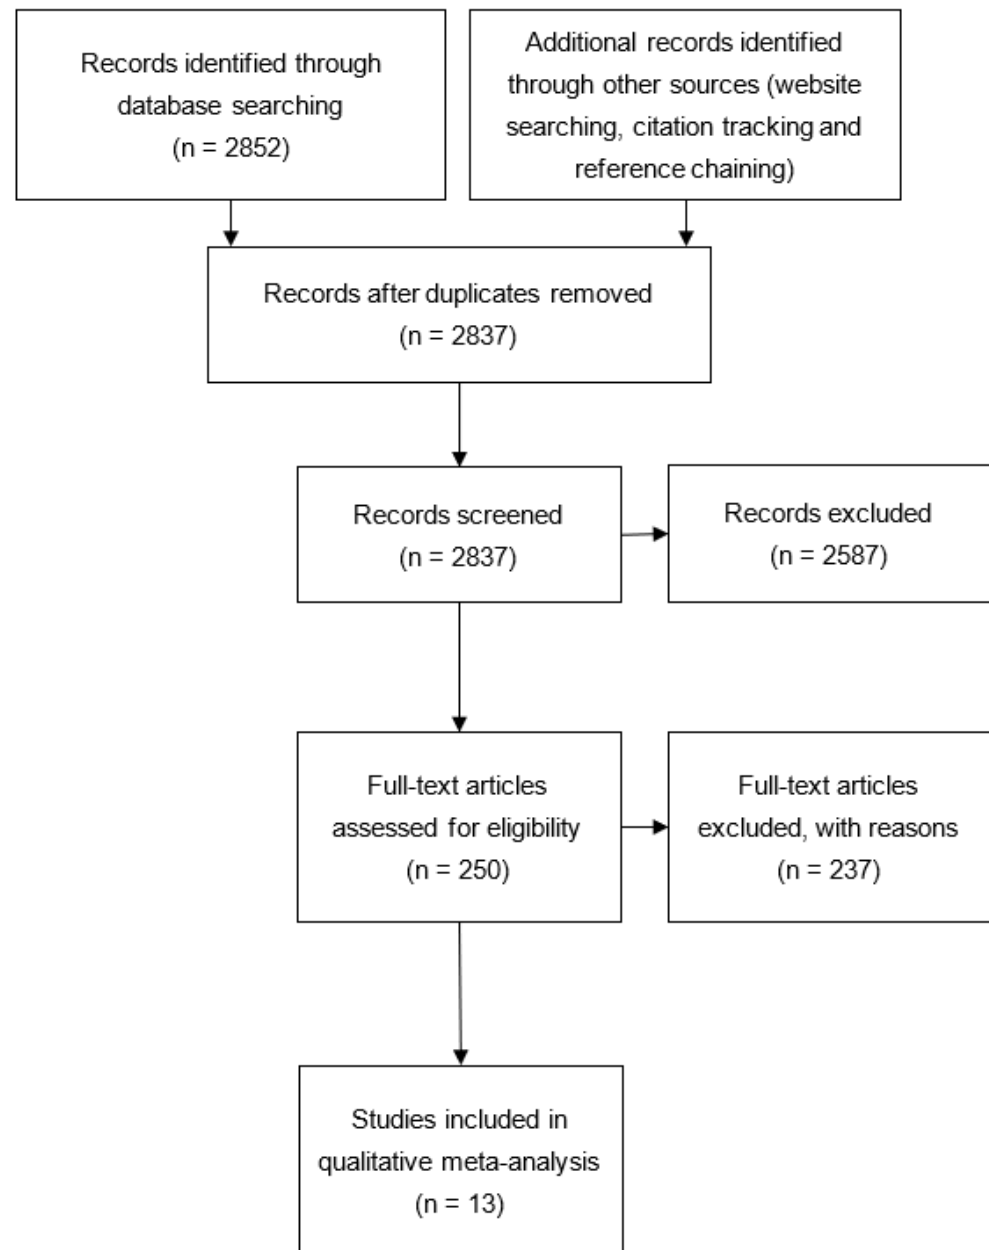 Records identified through
database searching
(n = 2852)
Additional records identified
through other sources (website
searching, citation tracking and
reference chaining)
Records after duplicates removed
(n = 2837)
Records screened
(n = 2837)
Records excluded
(n = 2587)
Full-text articles
assessed for eligibility
(n = 250)
Full-text articles
excluded, with reasons
(n = 237)
Studies included in
qualitative meta-analysis
(n = 13)